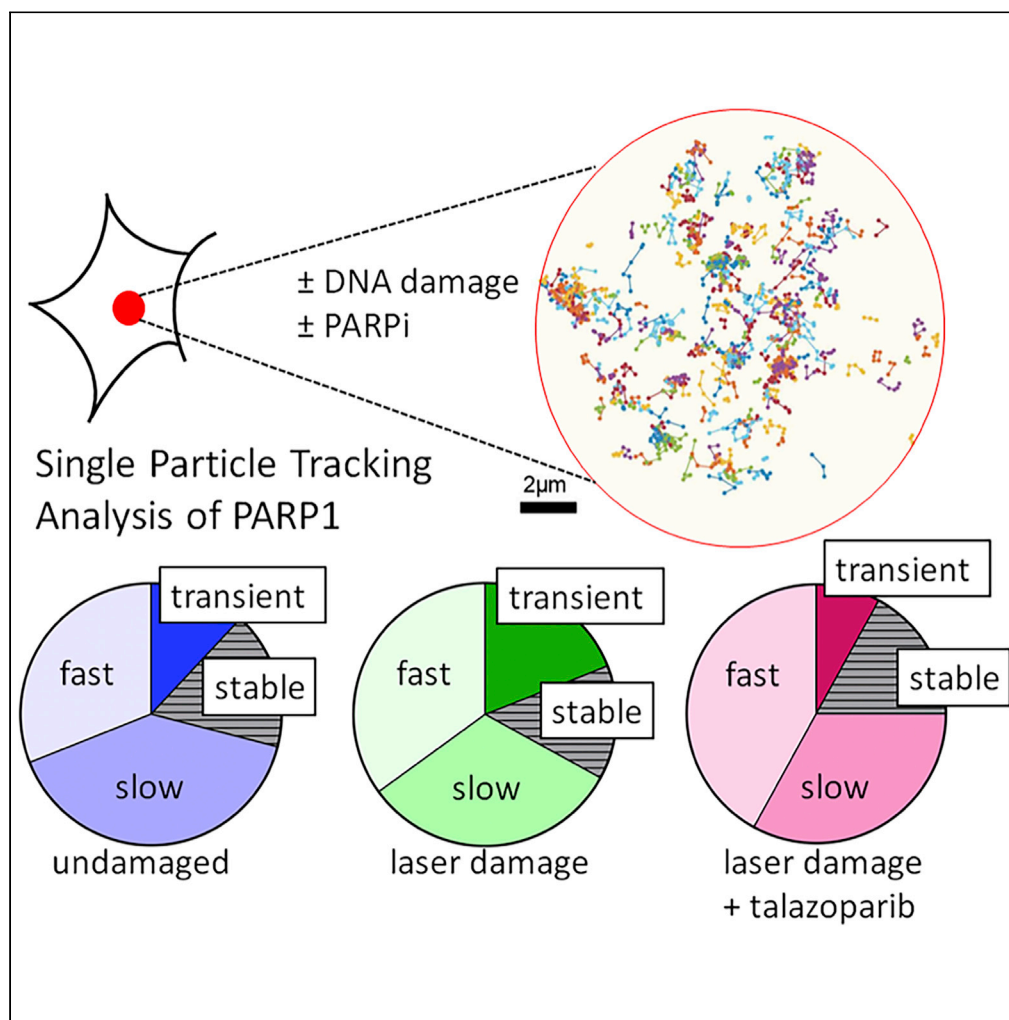 ± DNA damage
± PARPi
Single Particle Tracking
Analysis of PARP1
2μm
transient
fast
stable
slow
undamaged
transient
fast
stable
slow
laser damage
transient
fast
stable
slow
laser damage
+ talazoparib